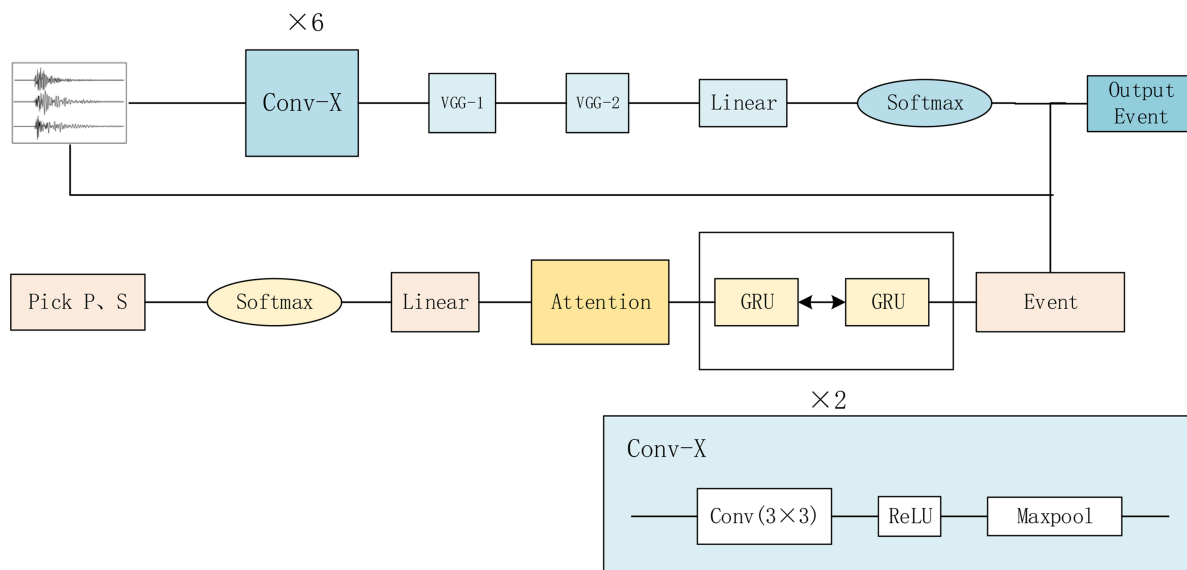 ×6
Conv-X
VGG-1
VGG-2
Linear
Softmax
Output
Event
Pick P、S
Softmax
Linear
Attention
GRU
GRU
Event
×2
Conv-X
Conv(3×3)
ReLU
Maxpool